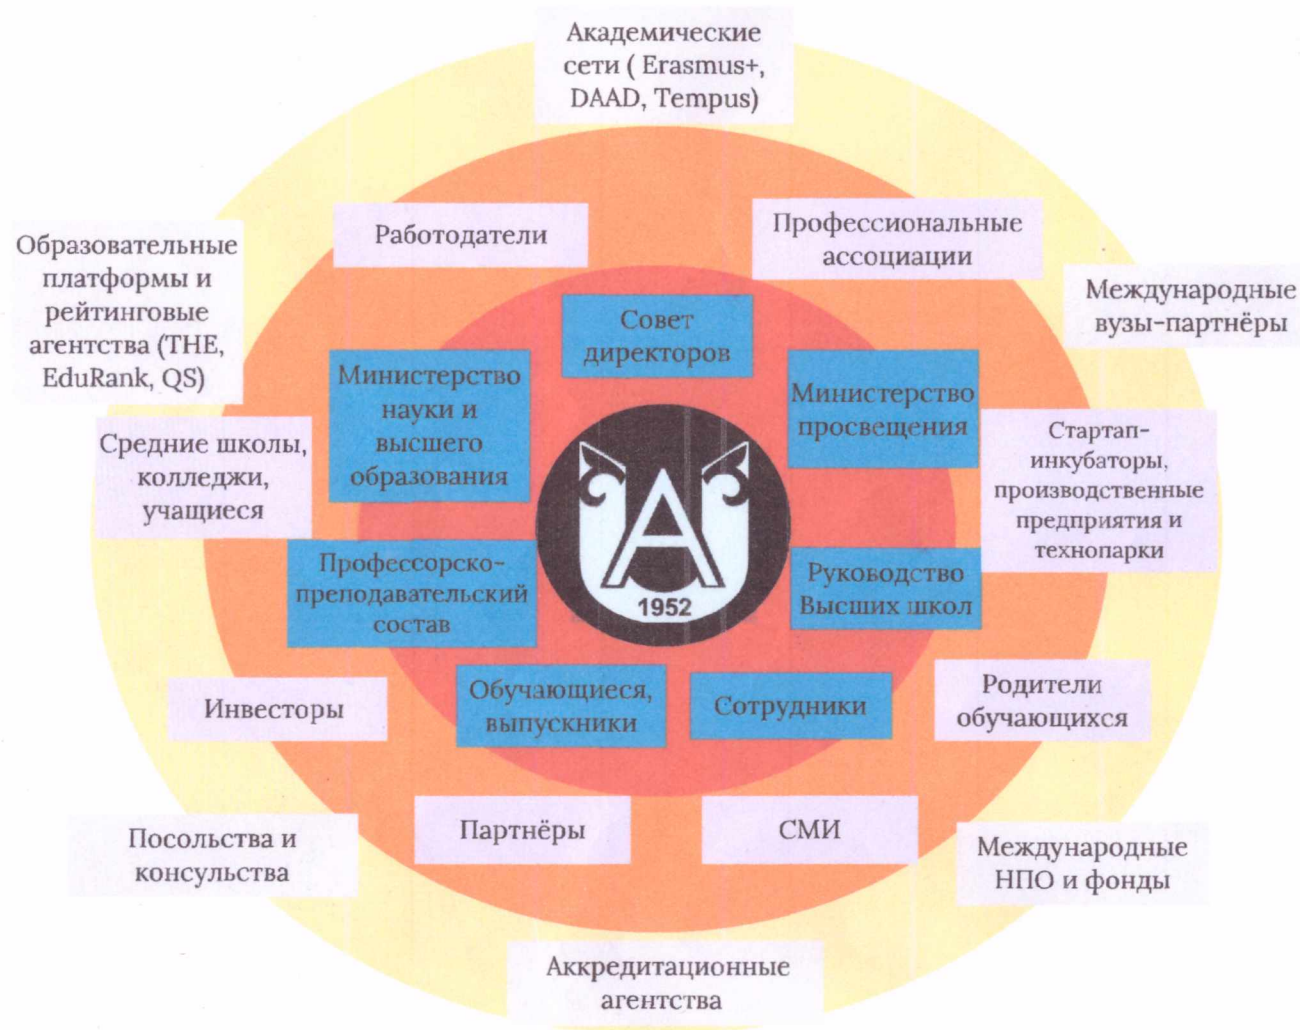 Академические
сети ( Erasmus+,
DAAD, Tempus)
Работодатели
Профессиональные
ассоциации
Образовательные
платформы и
рейтинговые
агентства (THE,
EduRank, QS)
Международные
вузы-партнёры
Совет
директоров
Министерство
науки и
высшего
образования
Министерство
просвещения
Средние школы,
колледжи,
учащиеся
Стартап-
инкубаторы,
производственные
предприятия и
технопарки
А
1952
Профессорско-
преподавательский
состав
Руководство
Высших школ
Инвесторы
Обучающиеся,
выпускники
Сотрудники
Родители
обучающихся
Посольства и
консульства
Партнёры
СМИ
Международные
НПО и фонды
Аккредитационные
агентства